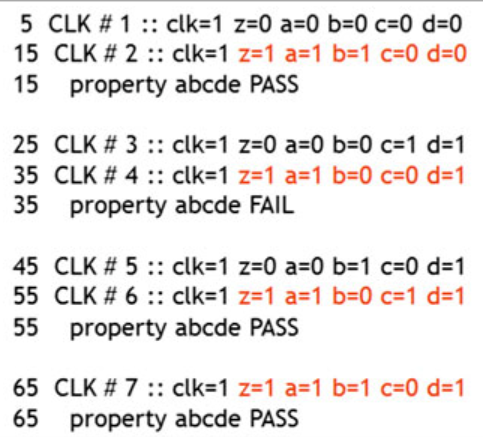 5 CLK # 1 :: clk=1 z=0 a=0 b=0 c=0 d=0
15 CLK # 2 :: clk=1 z=1 a=1 b=1 c=0 d=0
15 property abcde PASS
25 CLK # 3 :: clk=1 z=0 a=0 b=0 c=1 d=1
35 CLK # 4 :: clk=1 z=1 a=1 b=0 c=0 d=1
35 property abcde FAIL
45 CLK # 5 :: clk=1 z=0 a=0 b=1 c=0 d=1
55 CLK # 6 :: clk=1 z=1 a=1 b=0 c=1 d=1
55 property abcde PASS
65 CLK # 7 :: clk=1 z=1 a=1 b=1 c=0 d=1
65 property abcde PASS